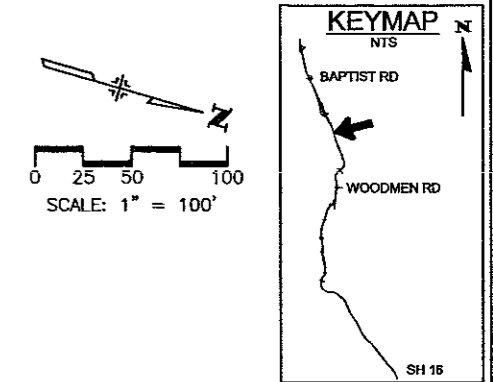 N
0 25 50 100
SCALE: 1" = 100'
KEYMAP
NTS
N
BAPTIST RD
WOODMEN RD
SH 16